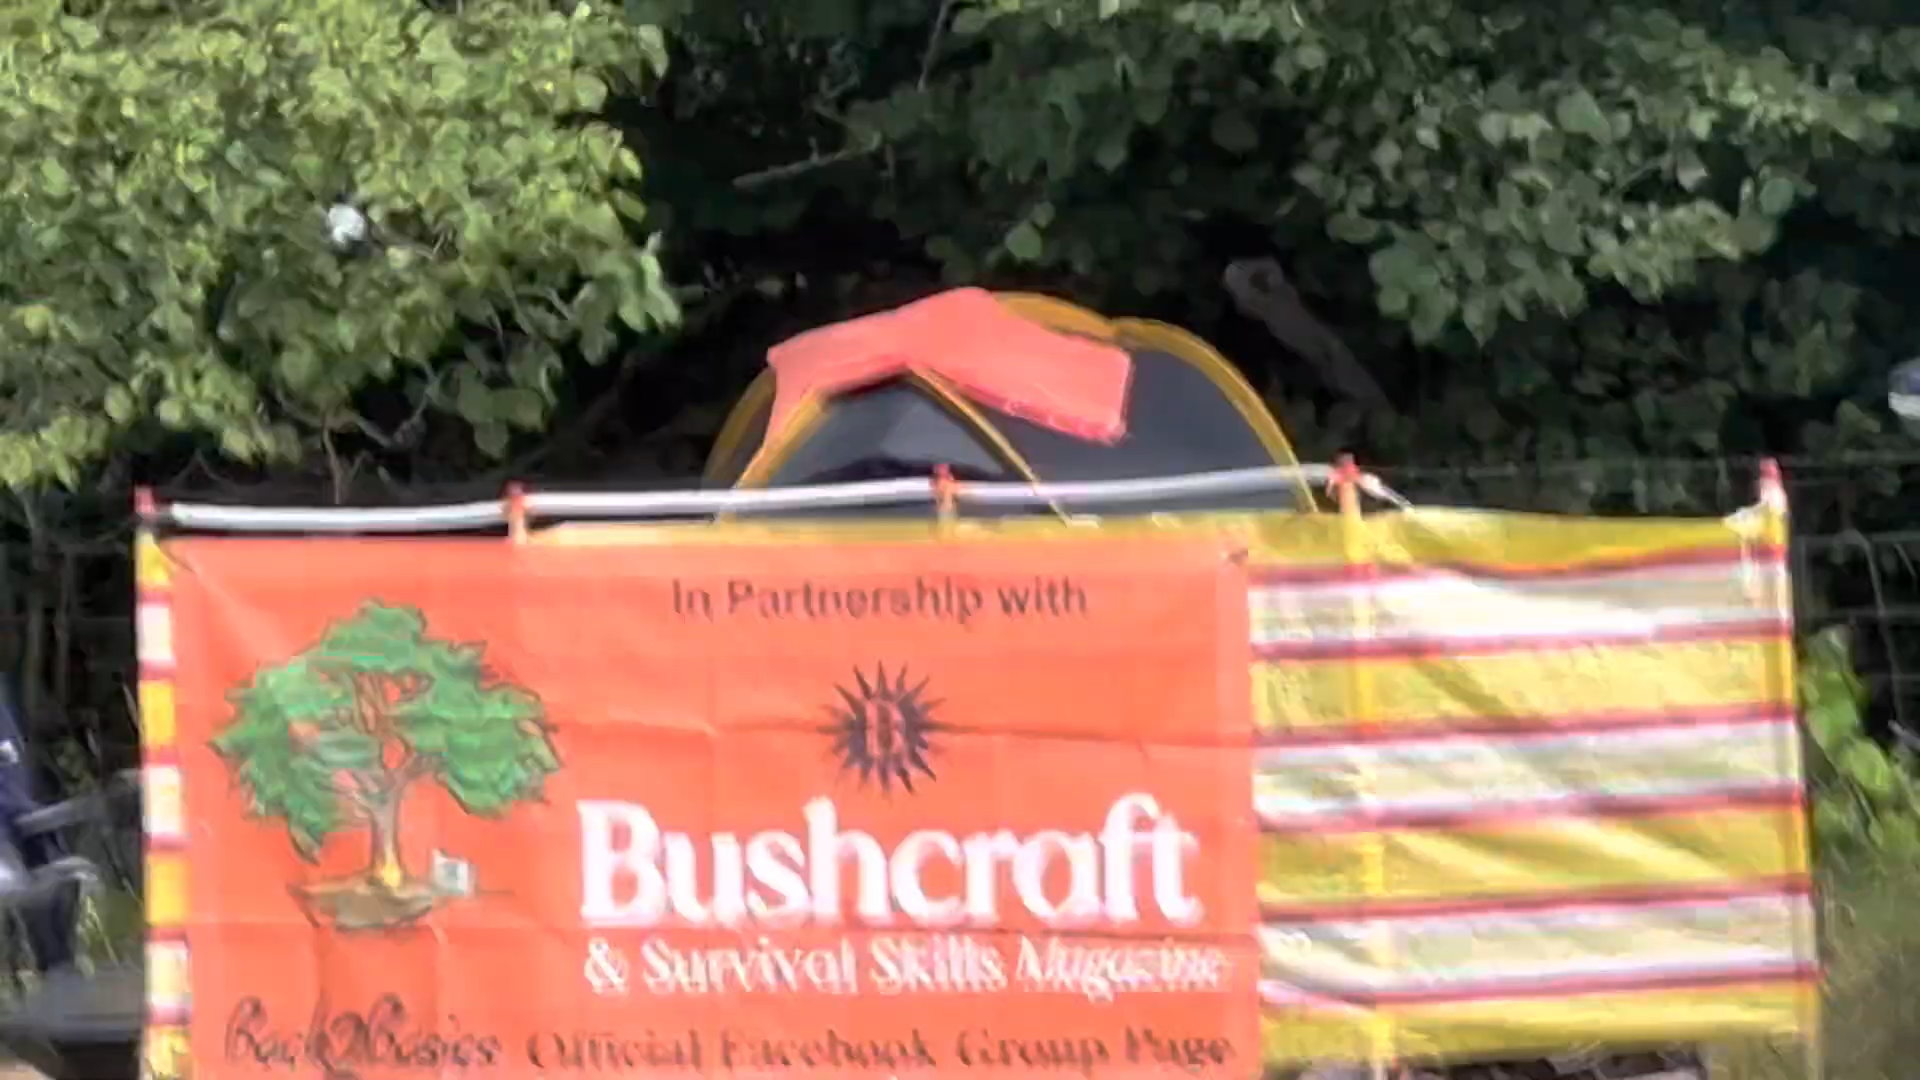 In Partnership with
Bushcraft
& Survival Skills Magazine
Back2Basics Official Facebook Group Page